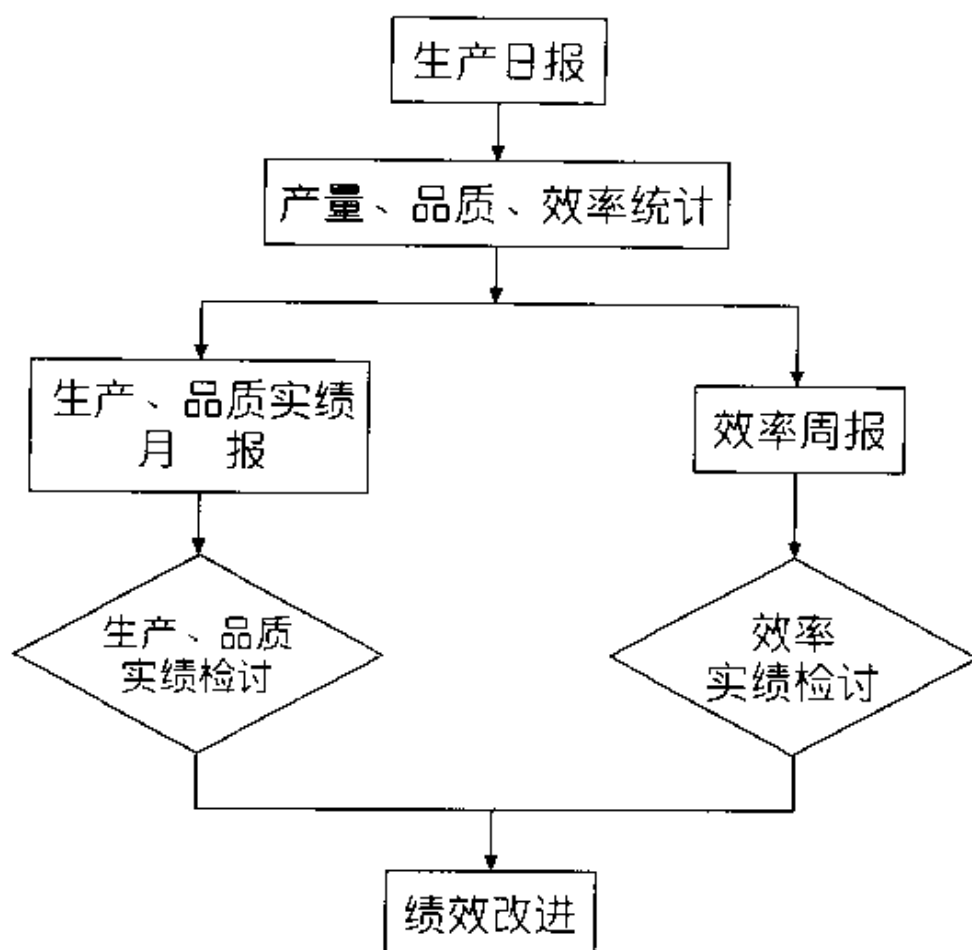 生产日报
产量、品质、效率统计
生产、品质实绩
月 报
效率周报
生产、品质
实绩检讨
效率
实绩检讨
绩效改进